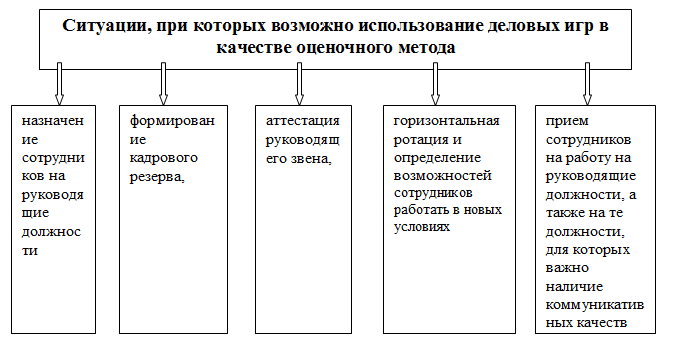 Ситуации, при которых возможно использование деловых игр в
качестве оценочного метода
назначен
ие
сотрудни
ков на
руководя
щие
должнос
ти
формирован
ие
кадрового
резерва,
аттестация
руководящ
его звена,
горизонтальная
ротация и
определение
возможностей
сотрудников
работать в новых
условиях
прием
сотрудников
на работу на
руководящие
должности, а
также на те
должности,
для которых
важно
наличие
коммуникатив
ных качеств